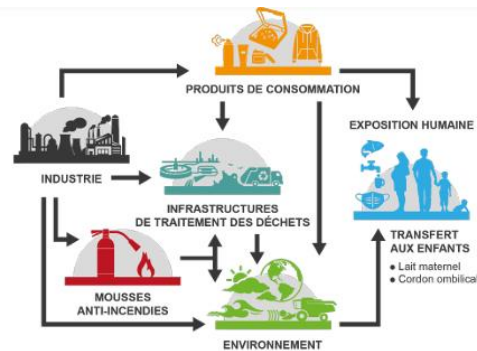 PRODUITS DE CONSOMMATION
EXPOSITION HUMAINE
INDUSTRIE
INFRASTRUCTURES
DE TRAITEMENT DES DÉCHETS
TRANSFERT
AUX ENFANTS
• Lait maternel
• Cordon ombilical
MOUSSES
ANTI-INCENDIES
ENVIRONNEMENT